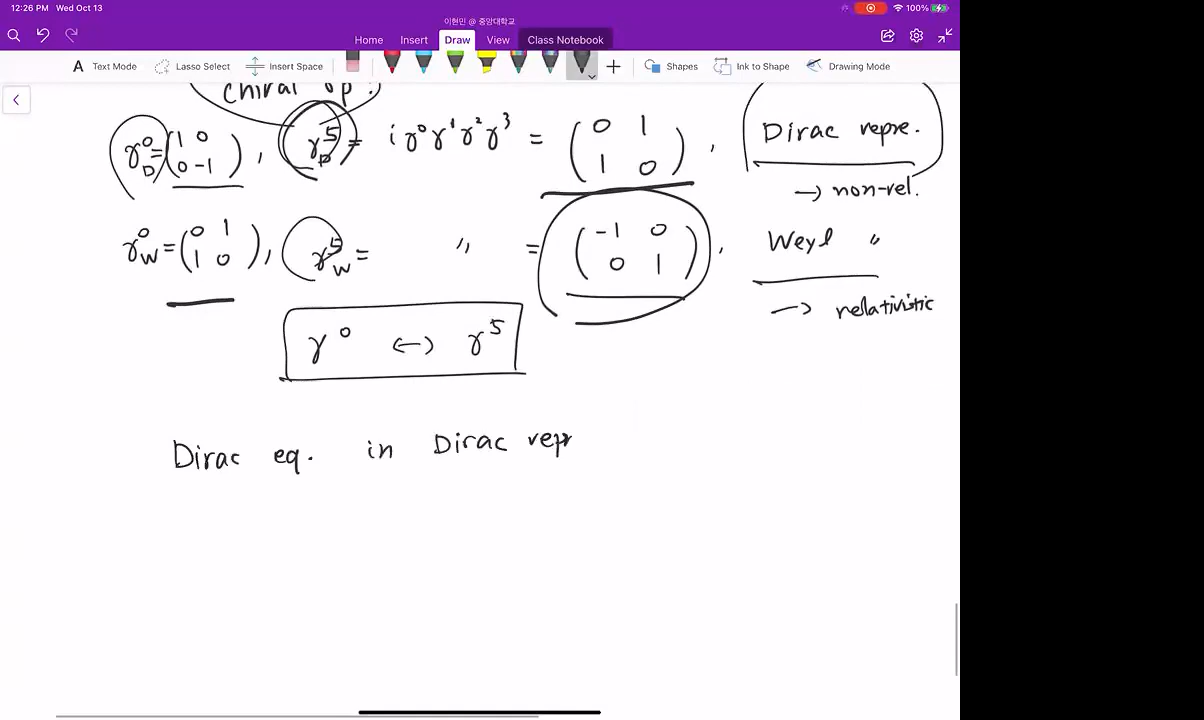 12:26 PM Wed Oct 13
100%
이현민 @ 중앙대학교
Home Insert Draw View Class Notebook
Text Mode Lasso Select Insert Space Shapes Ink to Shape Drawing Mode
chiral op.
γ⁰_D = (1 0; 0 -1), γ⁵_D = iγ⁰γ¹γ²γ³ = (0 1; 1 0), Dirac repre.
→ non-rel.
γ⁰_W = (0 1; 1 0), γ⁵_W = 〃 = (-1 0; 0 1), Weyl 〃
→ relativistic
γ⁰ ↔ γ⁵
Dirac eq. in Dirac repr